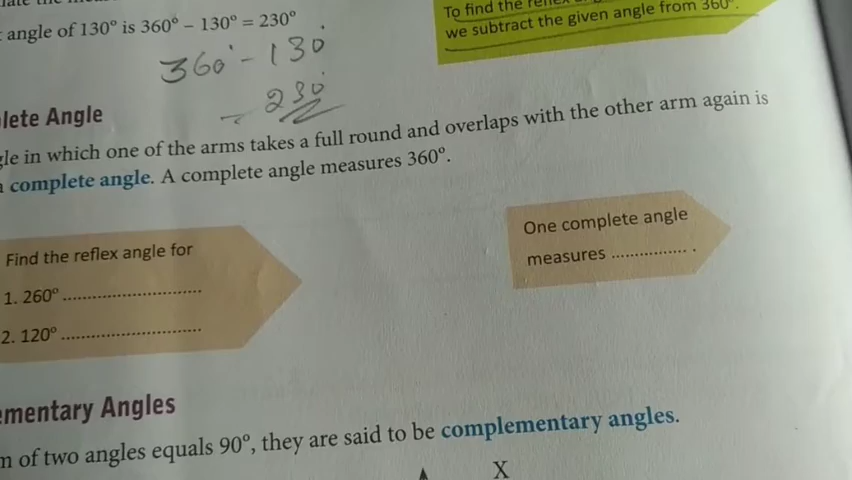 To find the reflex
angle of 130° is 360° – 130° = 230°
we subtract the given angle from 360°.
360° - 130°
= 230°
lete Angle
gle in which one of the arms takes a full round and overlaps with the other arm again is
complete angle. A complete angle measures 360°.
One complete angle
measures ................ .
Find the reflex angle for
1. 260° ..............................
2. 120° ..............................
ementary Angles
m of two angles equals 90°, they are said to be complementary angles.
X